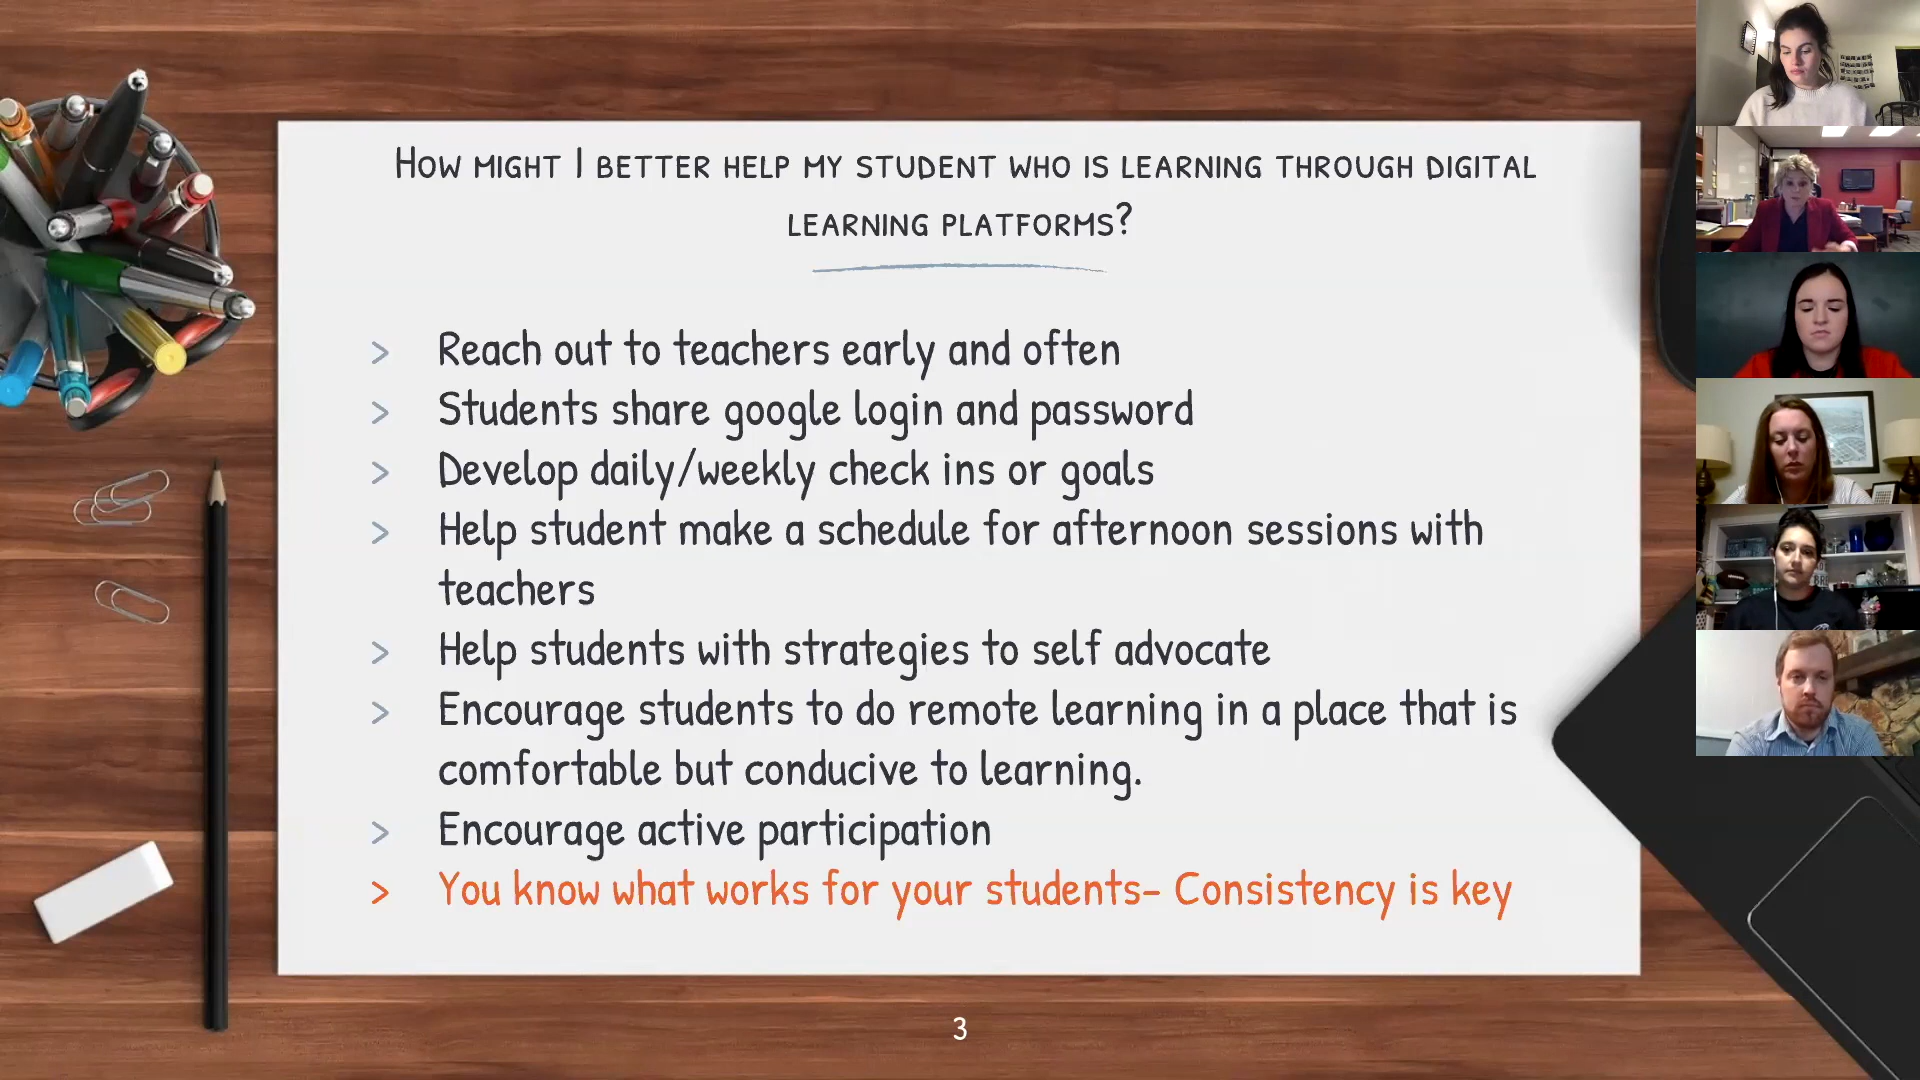 How might I better help my student who is learning through digital
learning platforms?
> Reach out to teachers early and often
> Students share google login and password
> Develop daily/weekly check ins or goals
> Help student make a schedule for afternoon sessions with
teachers
> Help students with strategies to self advocate
> Encourage students to do remote learning in a place that is
comfortable but conducive to learning.
> Encourage active participation
> You know what works for your students- Consistency is key
3